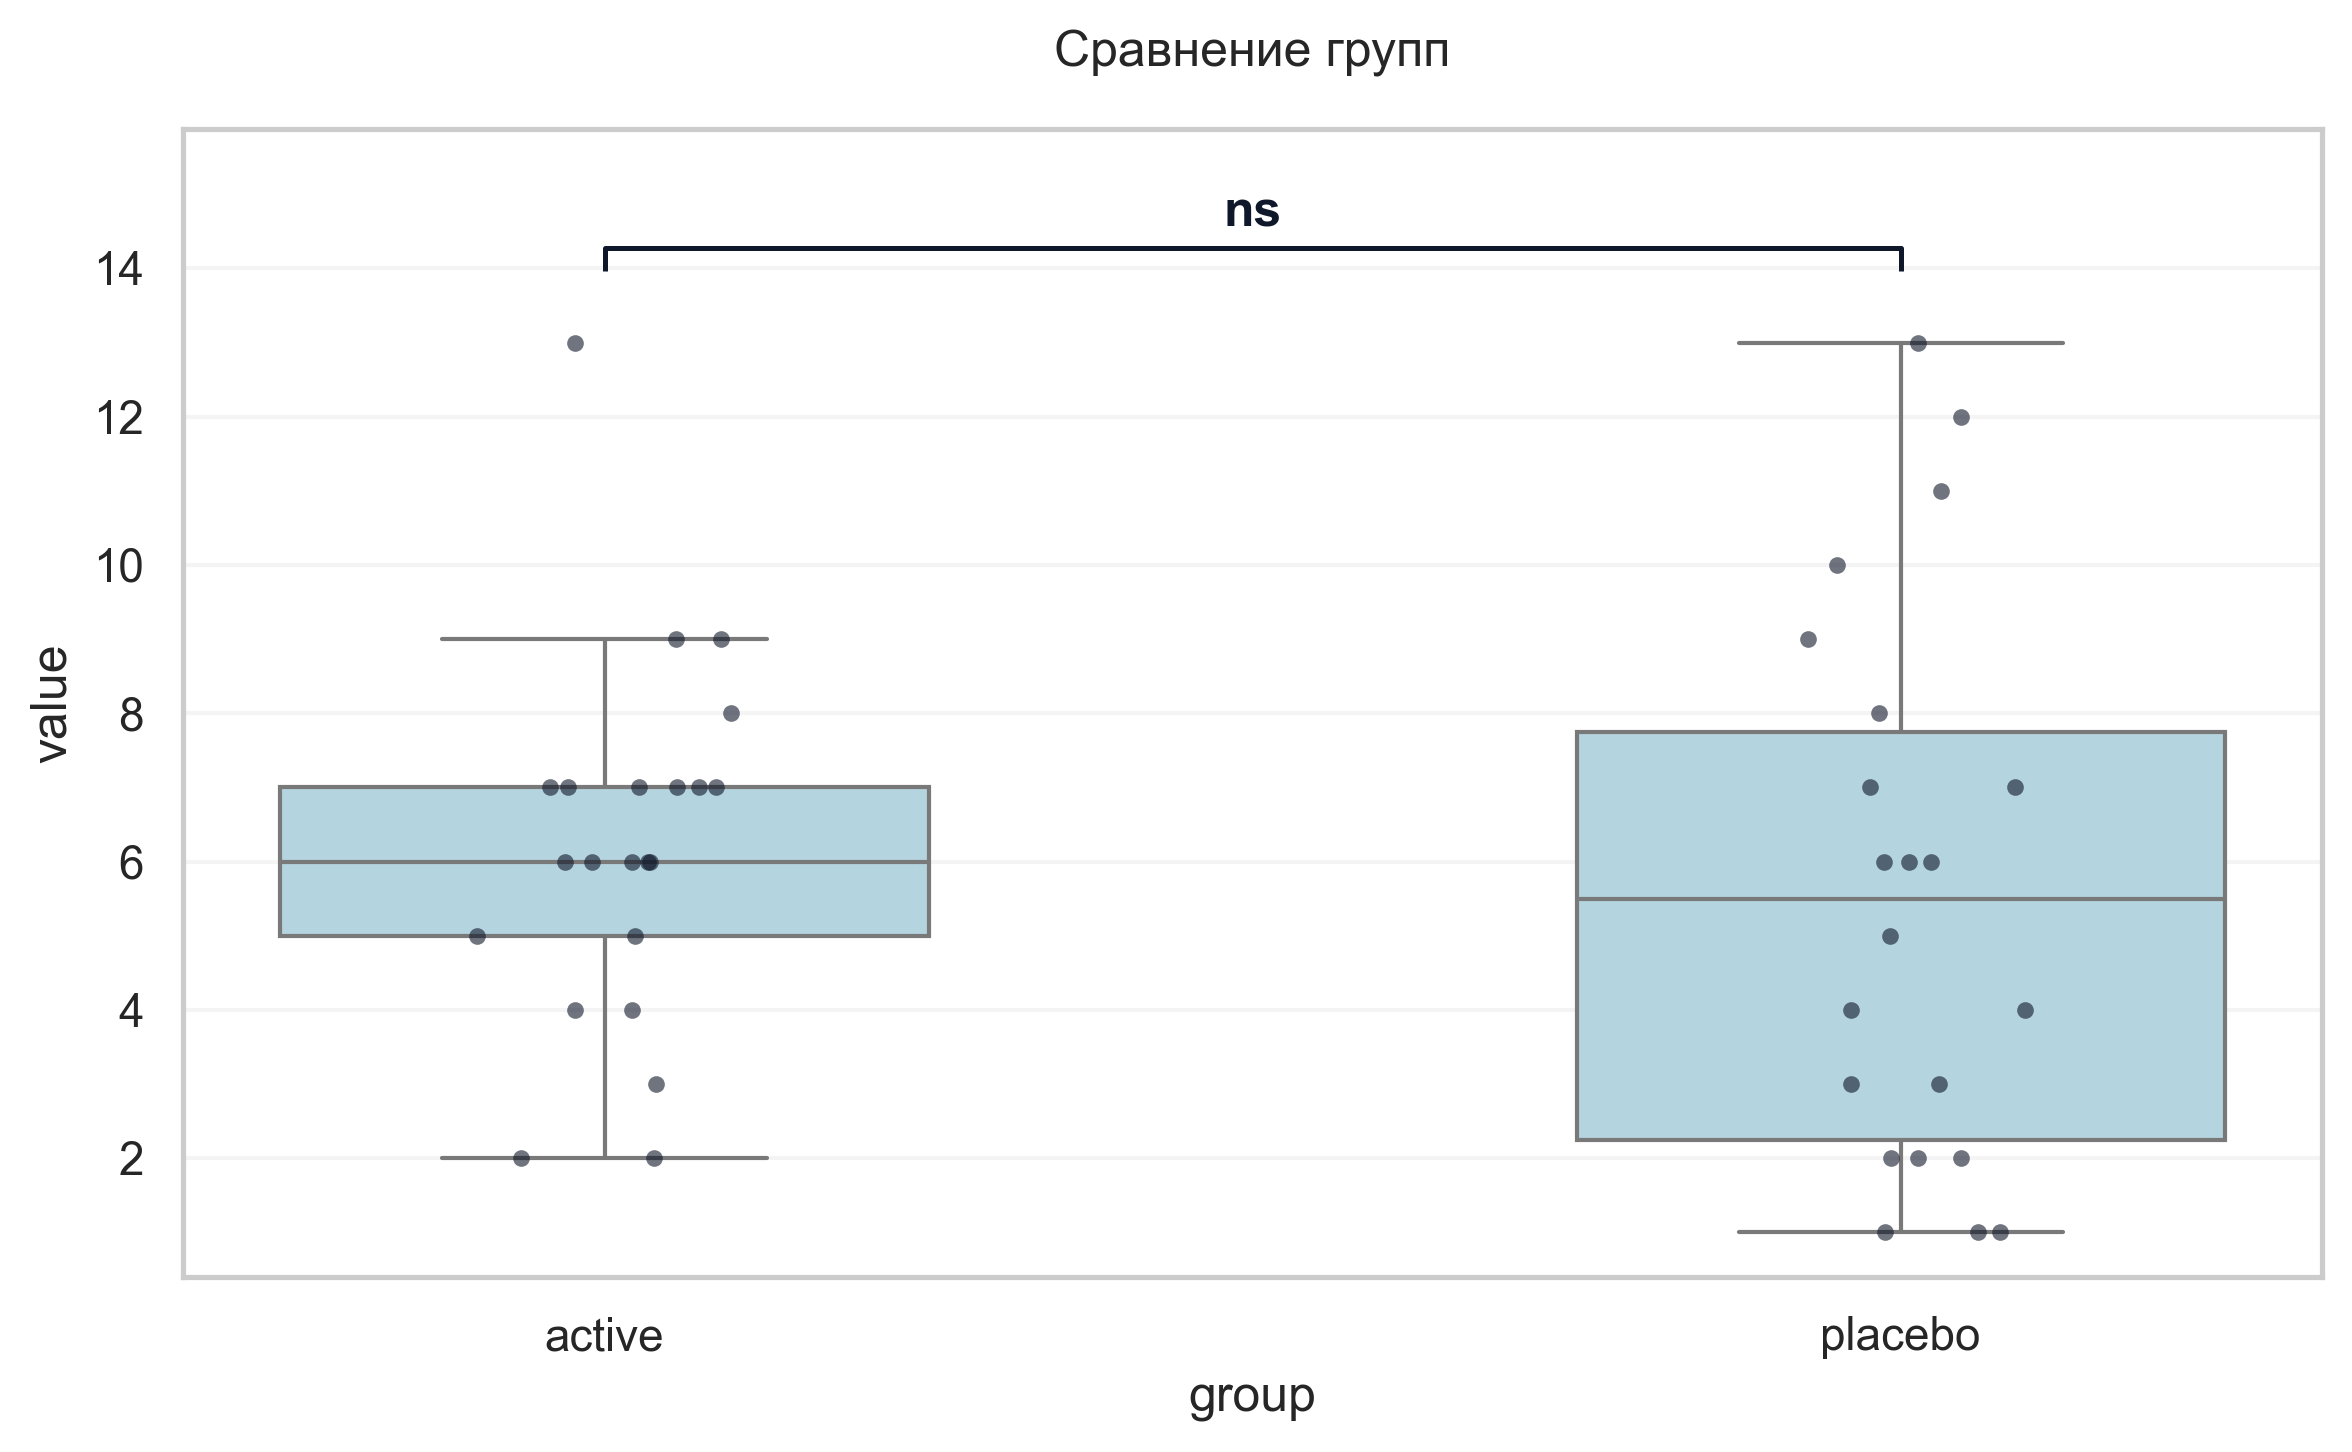 Сравнение групп
ns
14
12
10
8
6
4
2
value
active
placebo
group